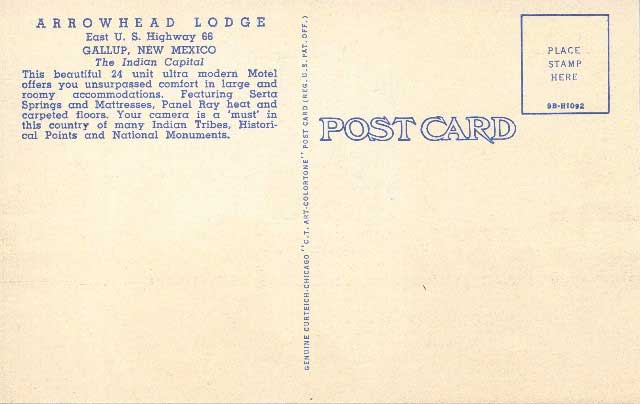 ARROWHEAD LODGE
East U. S. Highway 66
GALLUP, NEW MEXICO
The Indian Capital
This beautiful 24 unit ultra modern Motel
offers you unsurpassed comfort in large and
roomy accommodations. Featuring Serta
Springs and Mattresses, Panel Ray heat and
carpeted floors. Your camera is a 'must' in
this country of many Indian Tribes, Histori-
cal Points and National Monuments.
GENUINE CURTEICH-CHICAGO "C.T. ART-COLORTONE" POST CARD (REG. U.S. PAT. OFF.)
POST CARD
PLACE
STAMP
HERE
9B-H1092